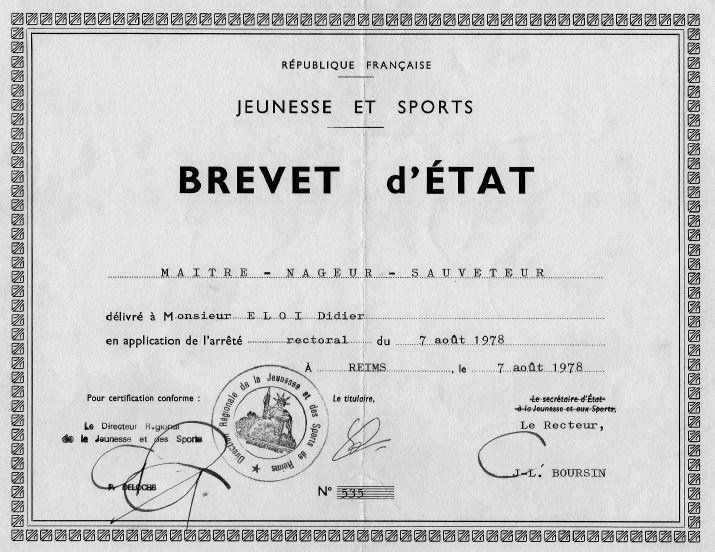 RÉPUBLIQUE FRANÇAISE
JEUNESSE ET SPORTS
BREVET d'ÉTAT
MAITRE - NAGEUR - SAUVETEUR
délivré à Monsieur ELOI Didier
en application de l'arrêté rectoral du 7 août 1978
À REIMS, le 7 août 1978
Pour certification conforme :
Le Directeur Régional
de la Jeunesse et des Sports
P. DELOCHE
Direction Régionale de la Jeunesse et des Sports de Reims
Le titulaire,
N° 535
Le secrétaire d'État
à la Jeunesse et aux Sports,
Le Recteur,
J-L. BOURSIN